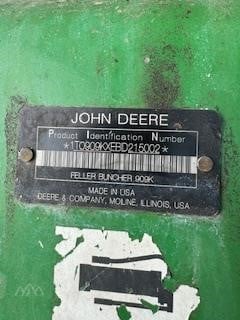 JOHN DEERE
Product Identification Number
*1T0909KXEBD215002*
FELLER BUNCHER 909K
MADE IN USA
DEERE & COMPANY, MOLINE, ILLINOIS, USA